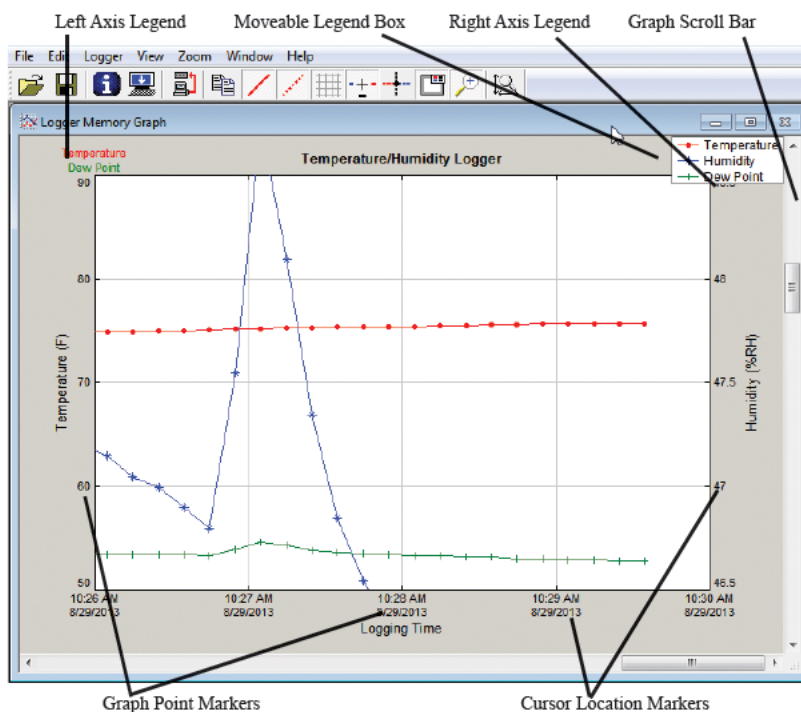 Left Axis Legend
Moveable Legend Box
Right Axis Legend
Graph Scroll Bar
File Edit Logger View Zoom Window Help
Logger Memory Graph
Temperature
Dew Point
Temperature/Humidity Logger
Temperature
Humidity
Dew Point
90
80
70
60
50
Temperature (F)
48
47.5
47
46.5
Humidity (%RH)
10:26 AM
8/29/2013
10:27 AM
8/29/2013
10:28 AM
8/29/2013
10:29 AM
8/29/2013
10:30 AM
8/29/2013
Logging Time
Graph Point Markers
Cursor Location Markers